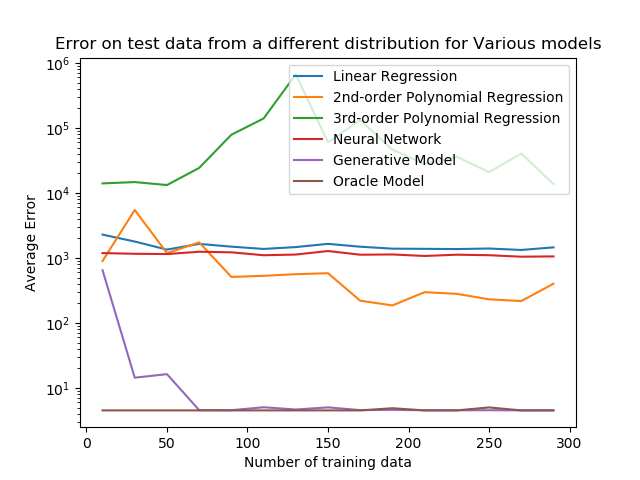 Error on test data from a different distribution for Various models
Linear Regression
2nd-order Polynomial Regression
3rd-order Polynomial Regression
Neural Network
Generative Model
Oracle Model
10⁶
10⁵
10⁴
10³
10²
10¹
Average Error
0
50
100
150
200
250
300
Number of training data